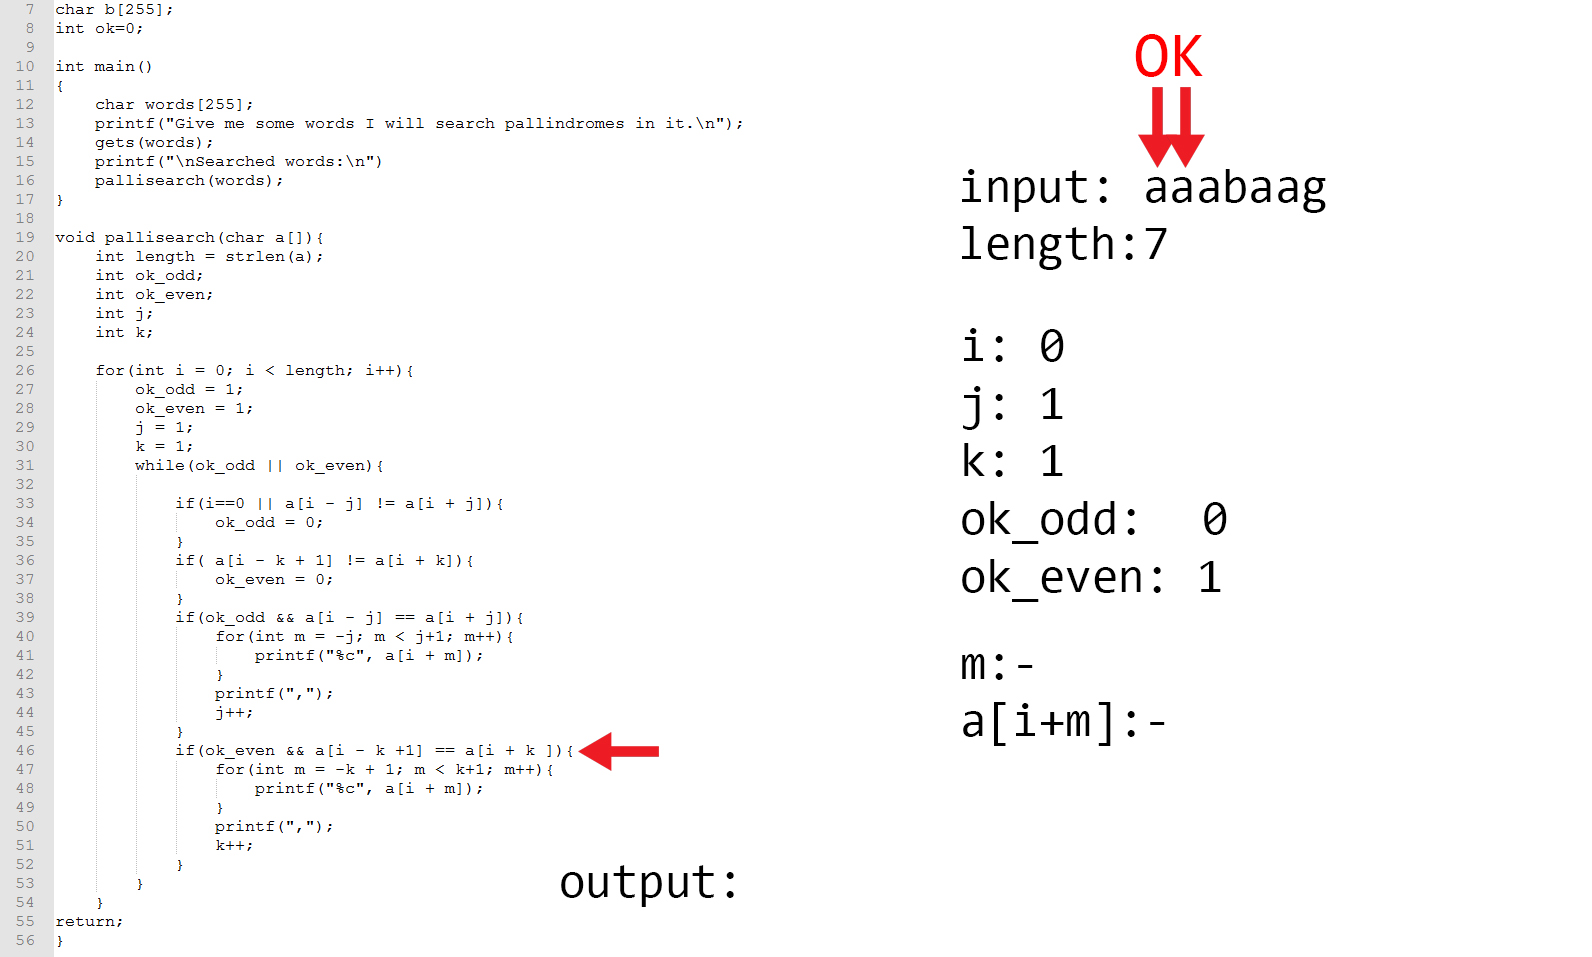 7 char b[255];
8 int ok=0;
9
10 int main()
11 {
12     char words[255];
13     printf("Give me some words I will search pallindromes in it.\n");
14     gets(words);
15     printf("\nSearched words:\n")
16     pallisearch(words);
17 }
18
19 void pallisearch(char a[]){
20     int length = strlen(a);
21     int ok_odd;
22     int ok_even;
23     int j;
24     int k;
25
26     for(int i = 0; i < length; i++){
27         ok_odd = 1;
28         ok_even = 1;
29         j = 1;
30         k = 1;
31         while(ok_odd || ok_even){
32
33             if(i==0 || a[i - j] != a[i + j]){
34                 ok_odd = 0;
35             }
36             if( a[i - k + 1] != a[i + k]){
37                 ok_even = 0;
38             }
39             if(ok_odd && a[i - j] == a[i + j]){
40                 for(int m = -j; m < j+1; m++){
41                     printf("%c", a[i + m]);
42                 }
43                 printf(",");
44                 j++;
45             }
46             if(ok_even && a[i - k +1] == a[i + k ]){
47                 for(int m = -k + 1; m < k+1; m++){
48                     printf("%c", a[i + m]);
49                 }
50                 printf(",");
51                 k++;
52             }
53         }
54     }
55 return;
56 }
OK
input: aaabaag
length:7
i: 0
j: 1
k: 1
ok_odd: 0
ok_even: 1
m:-
a[i+m]:-
output: